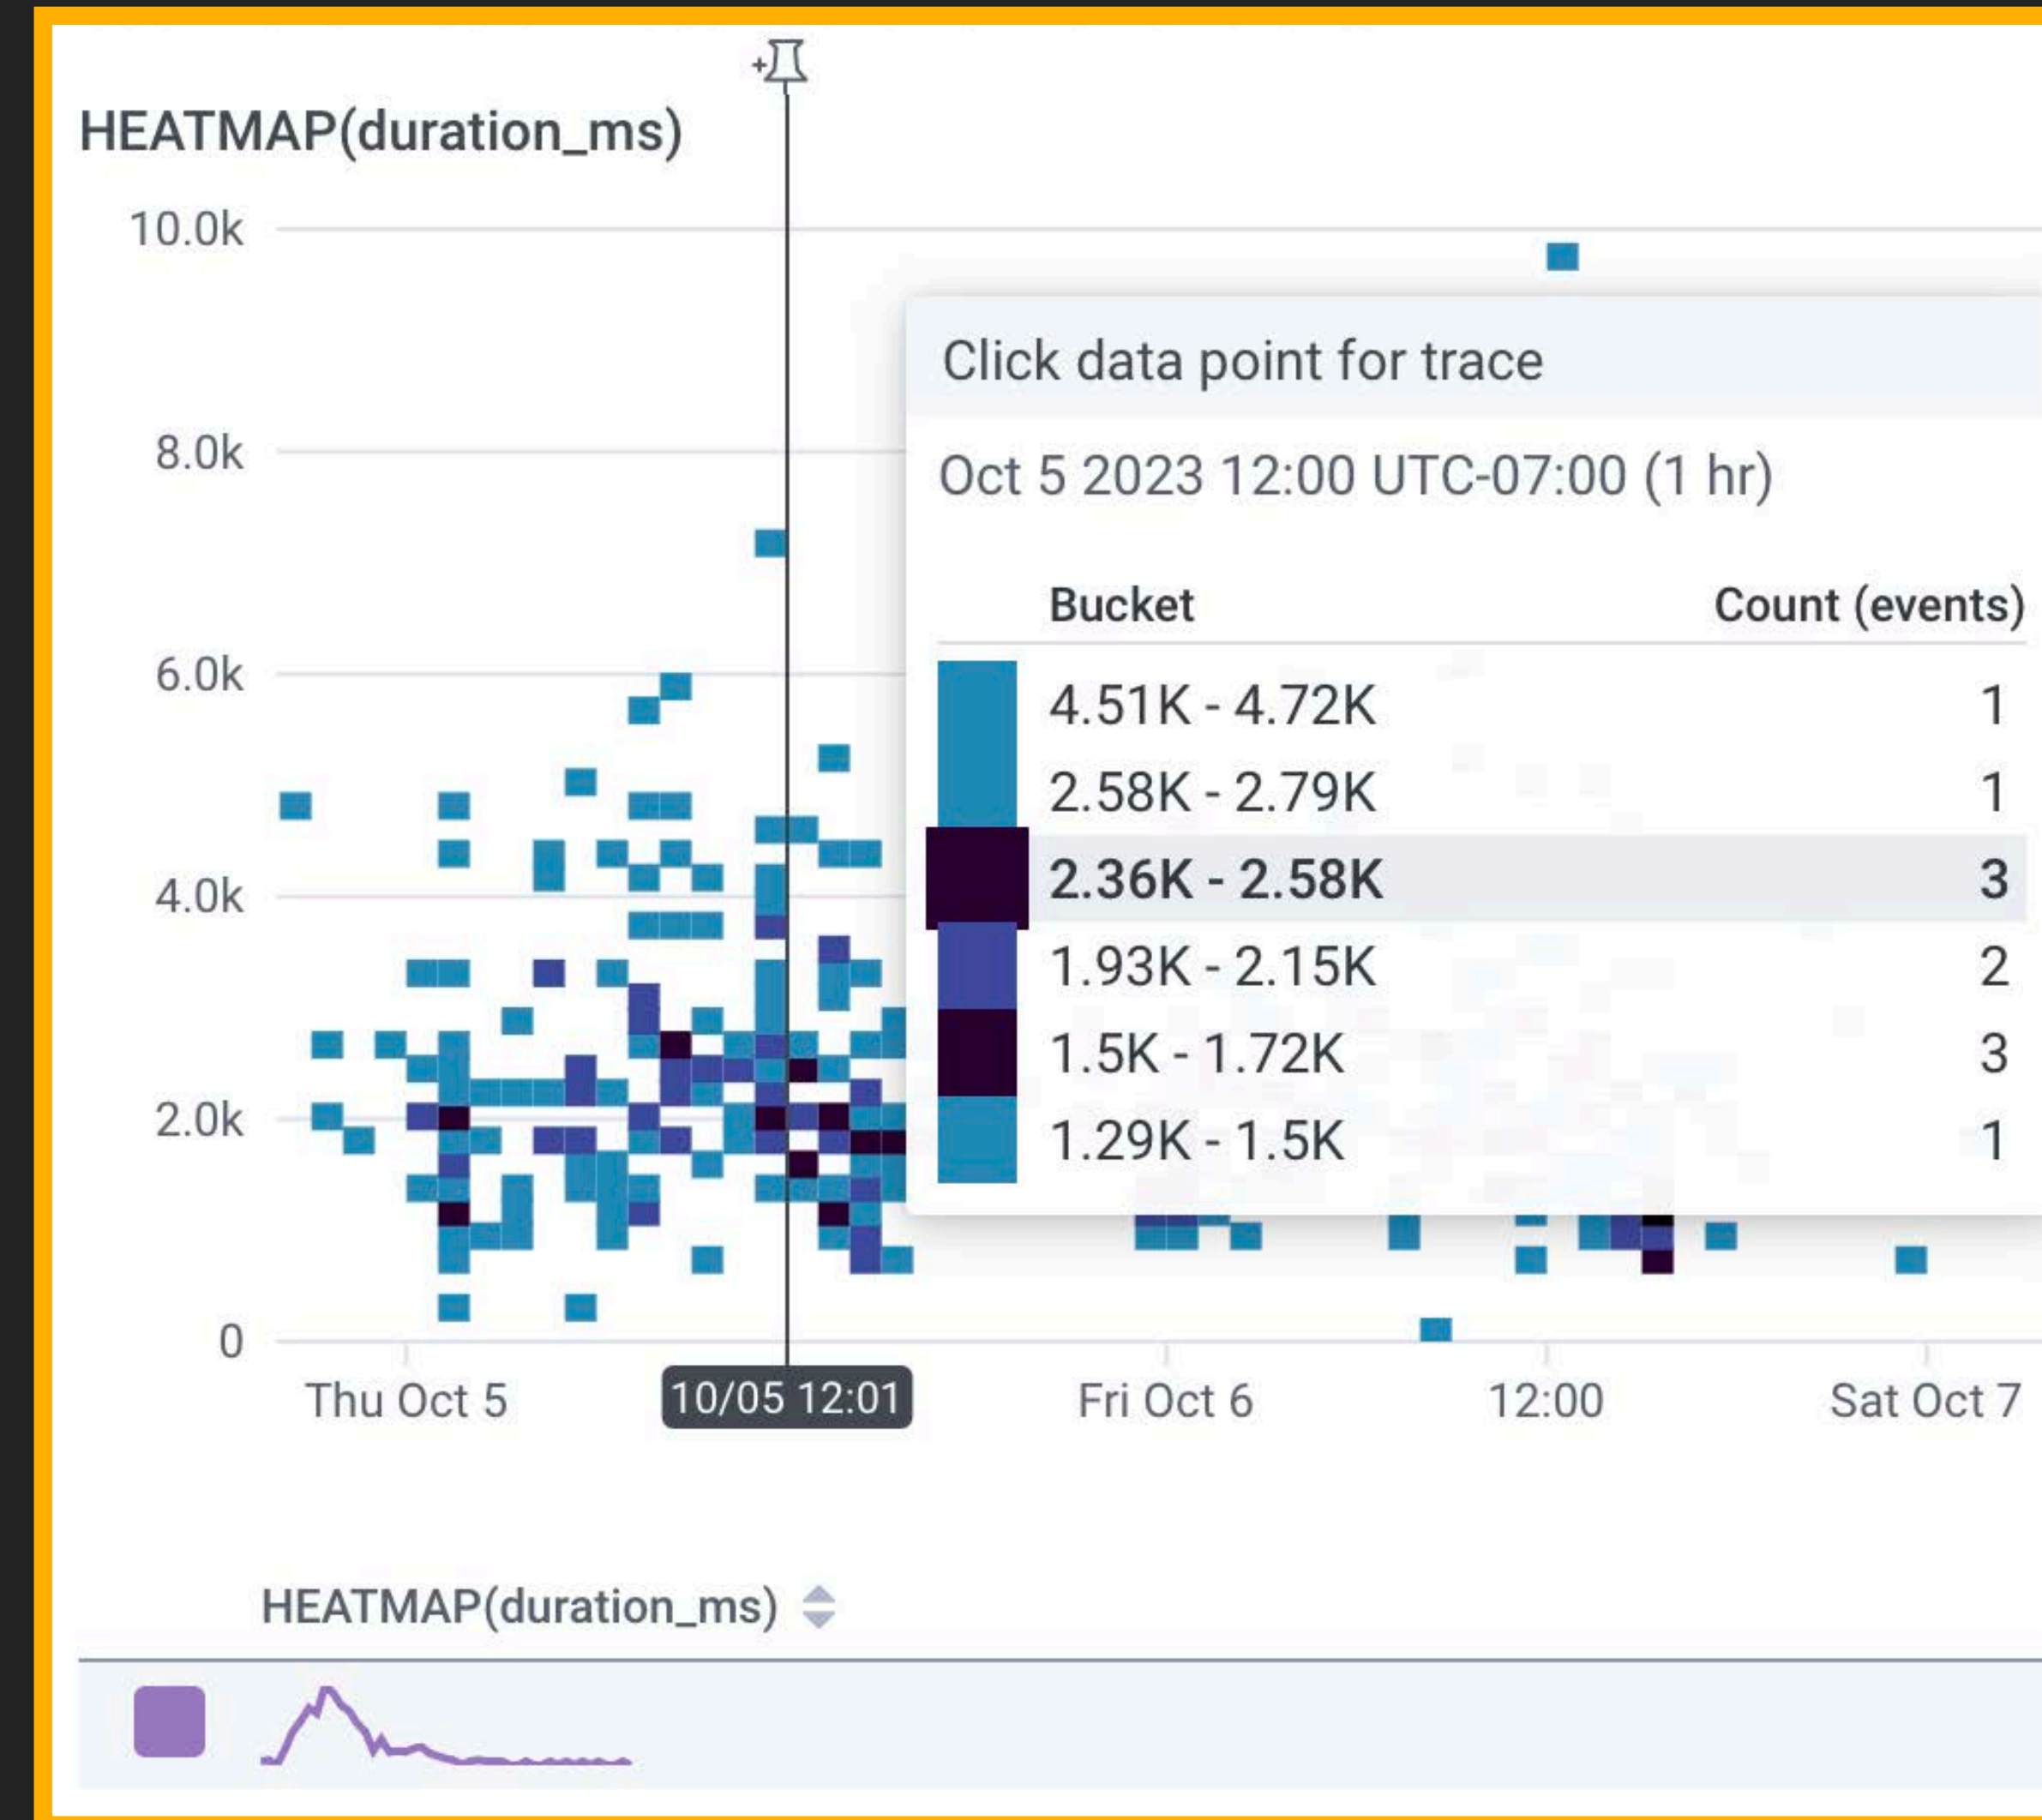 HEATMAP(duration_ms)
10.0k
8.0k
6.0k
4.0k
2.0k
0
Click data point for trace
Oct 5 2023 12:00 UTC-07:00 (1 hr)
Bucket Count (events)
4.51K - 4.72K 1
2.58K - 2.79K 1
2.36K - 2.58K 3
1.93K - 2.15K 2
1.5K - 1.72K 3
1.29K - 1.5K 1
Thu Oct 5 10/05 12:01 Fri Oct 6 12:00 Sat Oct 7
HEATMAP(duration_ms)